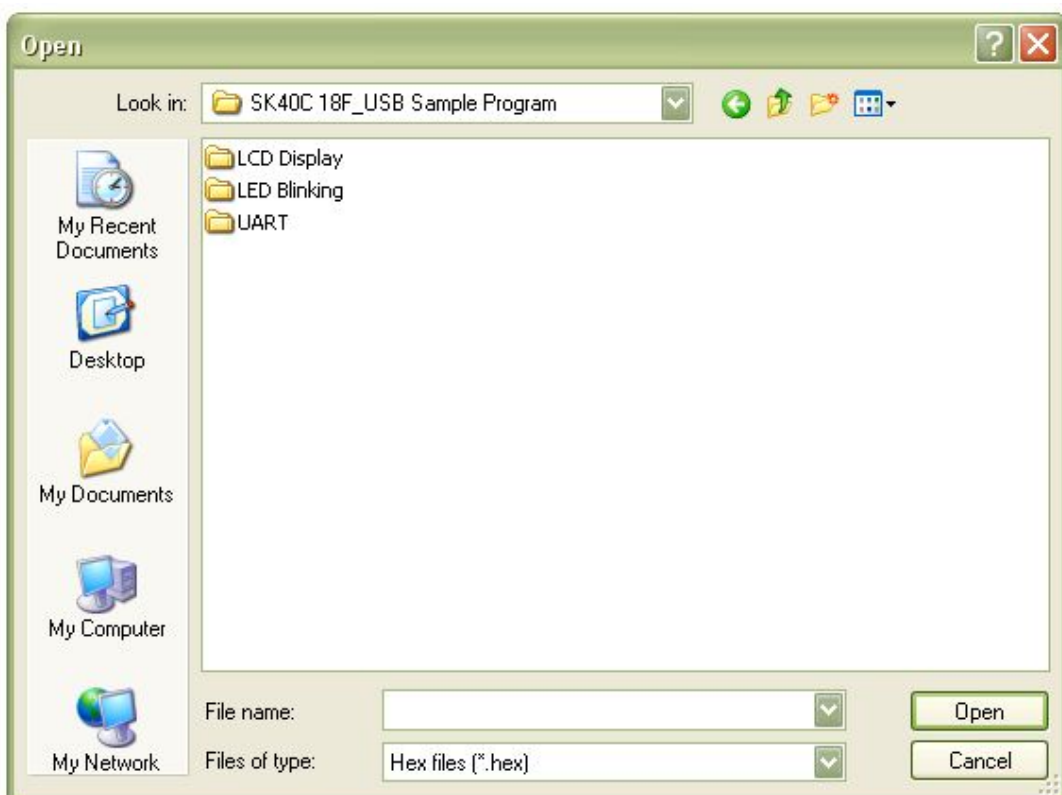 Open
Look in: SK40C 18F_USB Sample Program
LCD Display
LED Blinking
UART
My Recent
Documents
Desktop
My Documents
My Computer
My Network
File name:
Open
Files of type: Hex files (*.hex)
Cancel